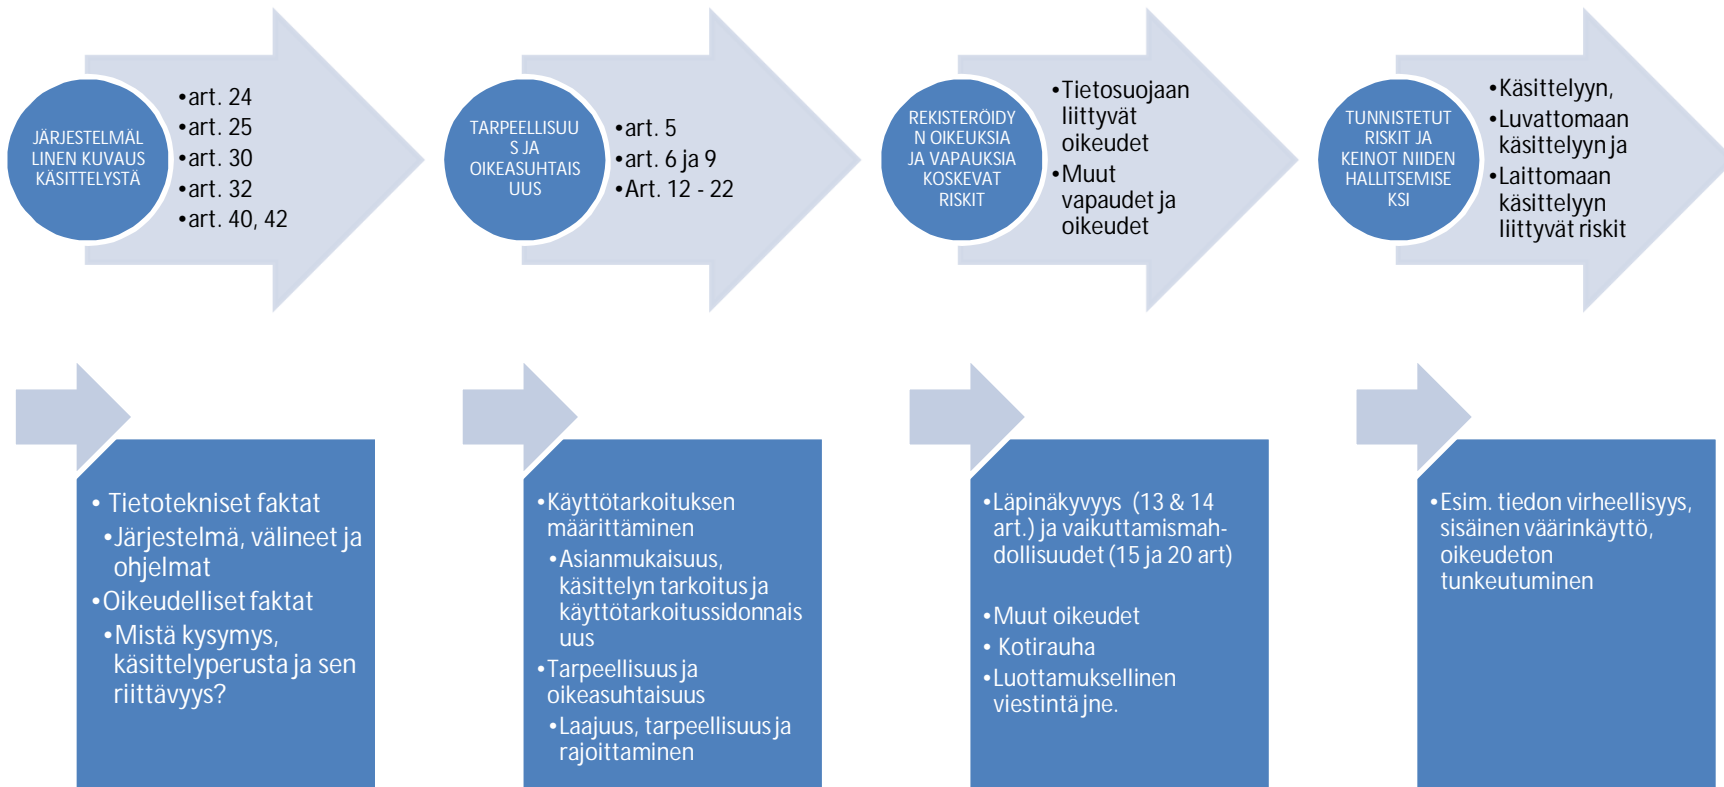 JÄRJESTELMÄL
LINEN KUVAUS
KÄSITTELYSTÄ
•art. 24
•art. 25
•art. 30
•art. 32
•art. 40, 42
TARPEELLISUU
S JA
OIKEASUHTAIS
UUS
•art. 5
•art. 6 ja 9
•Art. 12 - 22
REKISTERÖIDY
N OIKEUKSIA
JA VAPAUKSIA
KOSKEVAT
RISKIT
•Tietosuojaan
liittyvät
oikeudet
•Muut
vapaudet ja
oikeudet
TUNNISTETUT
RISKIT JA
KEINOT NIIDEN
HALLITSEMISE
KSI
•Käsittelyyn,
•Luvattomaan
käsittelyyn ja
•Laittomaan
käsittelyyn
liittyvät riskit
• Tietotekniset faktat
•Järjestelmä, välineet ja
ohjelmat
•Oikeudelliset faktat
•Mistä kysymys,
käsittelyperusta ja sen
riittävyys?
•Käyttötarkoituksen
määrittäminen
•Asianmukaisuus,
käsittelyn tarkoitus ja
käyttötarkoitussidonnais
uus
•Tarpeellisuus ja
oikeasuhtaisuus
•Laajuus, tarpeellisuus ja
rajoittaminen
•Läpinäkyvyys (13 & 14
art.) ja vaikuttamismah-
dollisuudet (15 ja 20 art)
•Muut oikeudet
• Kotirauha
•Luottamuksellinen
viestintä jne.
•Esim. tiedon virheellisyys,
sisäinen väärinkäyttö,
oikeudeton
tunkeutuminen